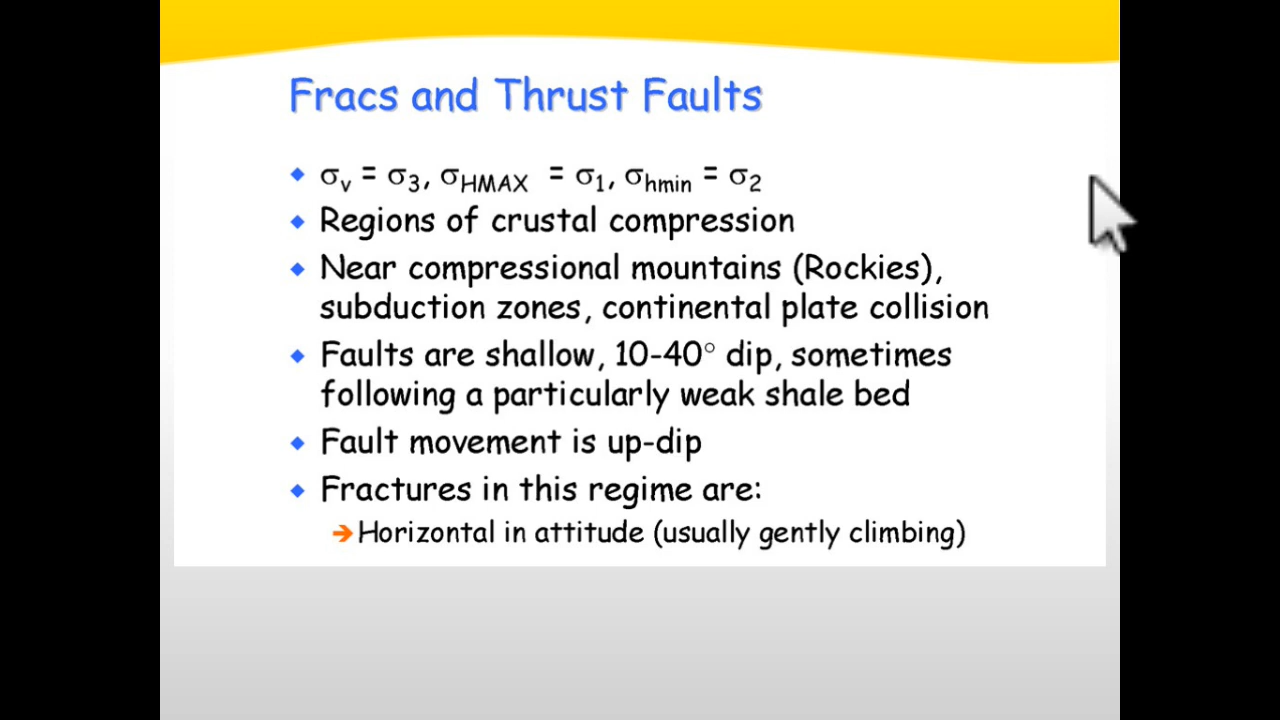 Fracs and Thrust Faults
σv = σ3, σHMAX = σ1, σhmin = σ2
Regions of crustal compression
Near compressional mountains (Rockies),
subduction zones, continental plate collision
Faults are shallow, 10-40° dip, sometimes
following a particularly weak shale bed
Fault movement is up-dip
Fractures in this regime are:
Horizontal in attitude (usually gently climbing)